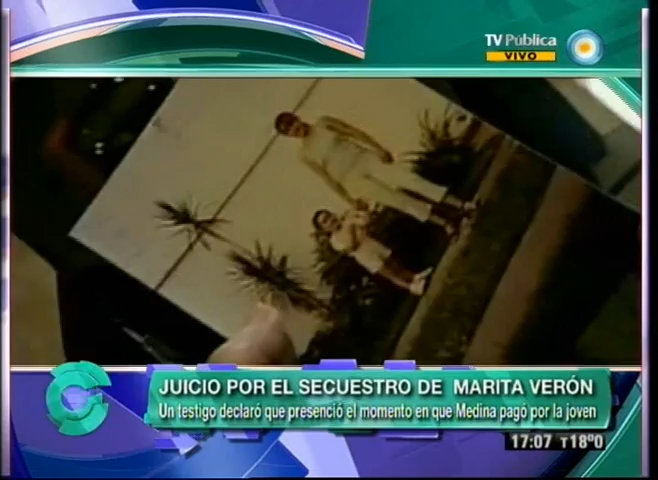 TV Pública
VIVO
JUICIO POR EL SECUESTRO DE MARITA VERÓN
Un testigo declaró que presenció el momento en que Medina pagó por la joven
17:07 T18º0